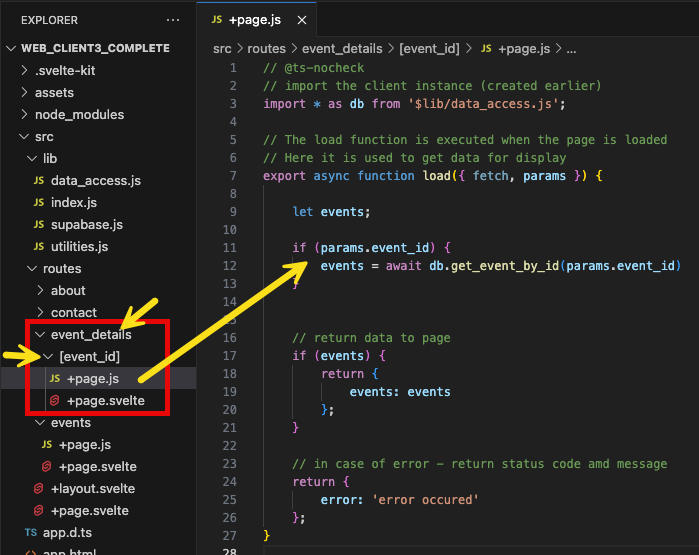 EXPLORER
WEB_CLIENT3_COMPLETE
.svelte-kit
assets
node_modules
src
lib
JS data_access.js
JS index.js
JS supabase.js
JS utilities.js
routes
about
contact
event_details
[event_id]
JS +page.js
+page.svelte
events
JS +page.js
+page.svelte
+layout.svelte
+page.svelte
TS app.d.ts
app.html
JS +page.js
src > routes > event_details > [event_id] > JS +page.js > ...
1 // @ts-nocheck
2 // import the client instance (created earlier)
3 import * as db from '$lib/data_access.js';
4
5 // The load function is executed when the page is loaded
6 // Here it is used to get data for display
7 export async function load({ fetch, params }) {
8
9 let events;
10
11 if (params.event_id) {
12 events = await db.get_event_by_id(params.event_id)
13 }
14
15
16 // return data to page
17 if (events) {
18 return {
19 events: events
20 };
21 }
22
23 // in case of error - return status code amd message
24 return {
25 error: 'error occured'
26 };
27 }
28